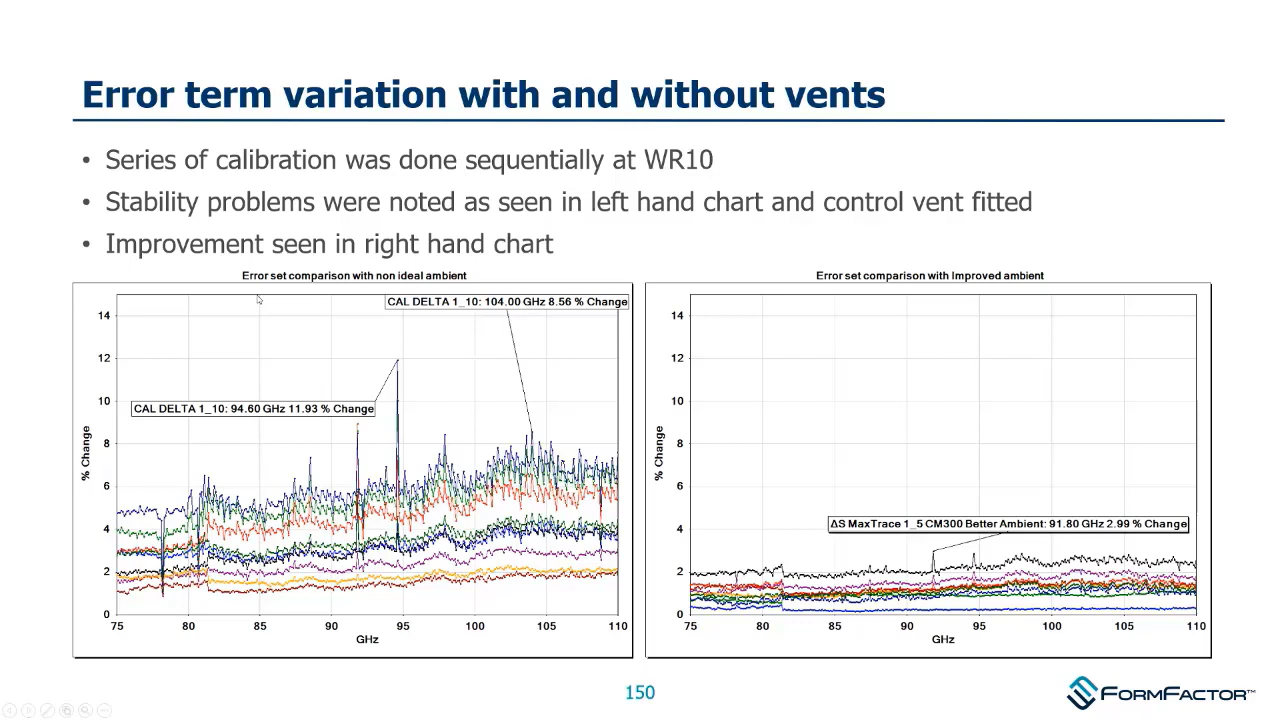 Error term variation with and without vents
• Series of calibration was done sequentially at WR10
• Stability problems were noted as seen in left hand chart and control vent fitted
• Improvement seen in right hand chart
Error set comparison with non ideal ambient
CAL DELTA 1_10: 104.00 GHz 8.56 % Change
CAL DELTA 1_10: 94.60 GHz 11.93 % Change
% Change
14
12
10
8
6
4
2
0
75 80 85 90 95 100 105 110
GHz
Error set comparison with Improved ambient
ΔS MaxTrace 1_5 CM300 Better Ambient: 91.80 GHz 2.99 % Change
% Change
14
12
10
8
6
4
2
0
75 80 85 90 95 100 105 110
GHz
150
FORMFACTOR™